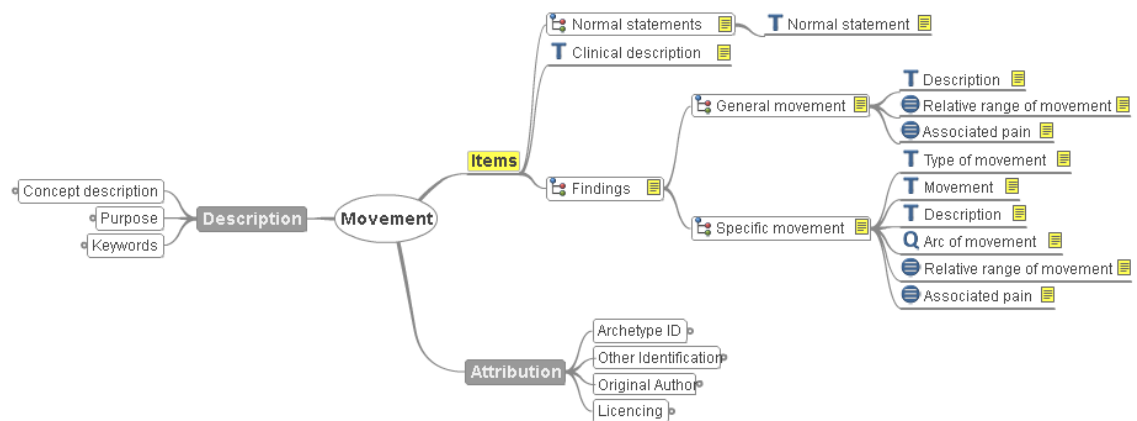 Movement
Description
Concept description
Purpose
Keywords
Items
T Normal statements
T Normal statement
T Clinical description
Findings
General movement
T Description
Relative range of movement
Associated pain
Specific movement
T Type of movement
T Movement
T Description
Q Arc of movement
Relative range of movement
Associated pain
Attribution
Archetype ID
Other Identification
Original Author
Licencing